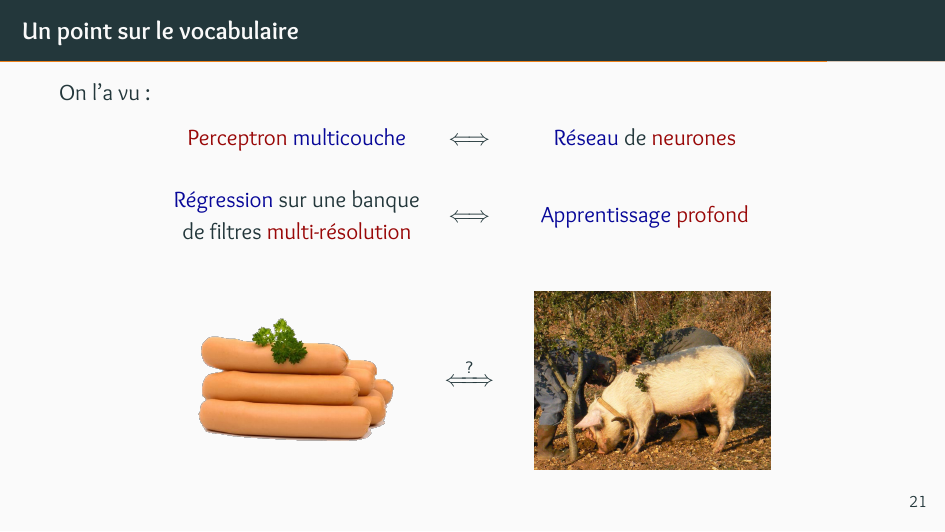 Un point sur le vocabulaire
On l'a vu :
Perceptron multicouche ⟺ Réseau de neurones
Régression sur une banque
de filtres multi-résolution ⟺ Apprentissage profond
?
⟺
21